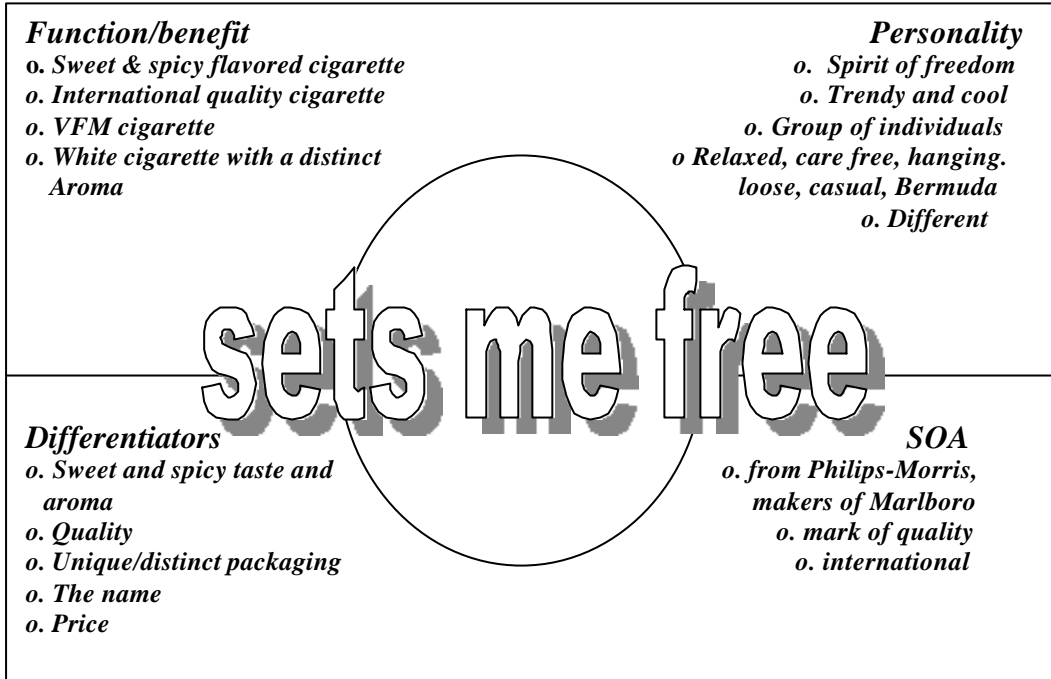 Function/benefit
o. Sweet & spicy flavored cigarette
o. International quality cigarette
o. VFM cigarette
o. White cigarette with a distinct
Aroma
Personality
o. Spirit of freedom
o. Trendy and cool
o. Group of individuals
o Relaxed, care free, hanging.
loose, casual, Bermuda
o. Different
sets me free
Differentiators
o. Sweet and spicy taste and
aroma
o. Quality
o. Unique/distinct packaging
o. The name
o. Price
SOA
o. from Philips-Morris,
makers of Marlboro
o. mark of quality
o. international